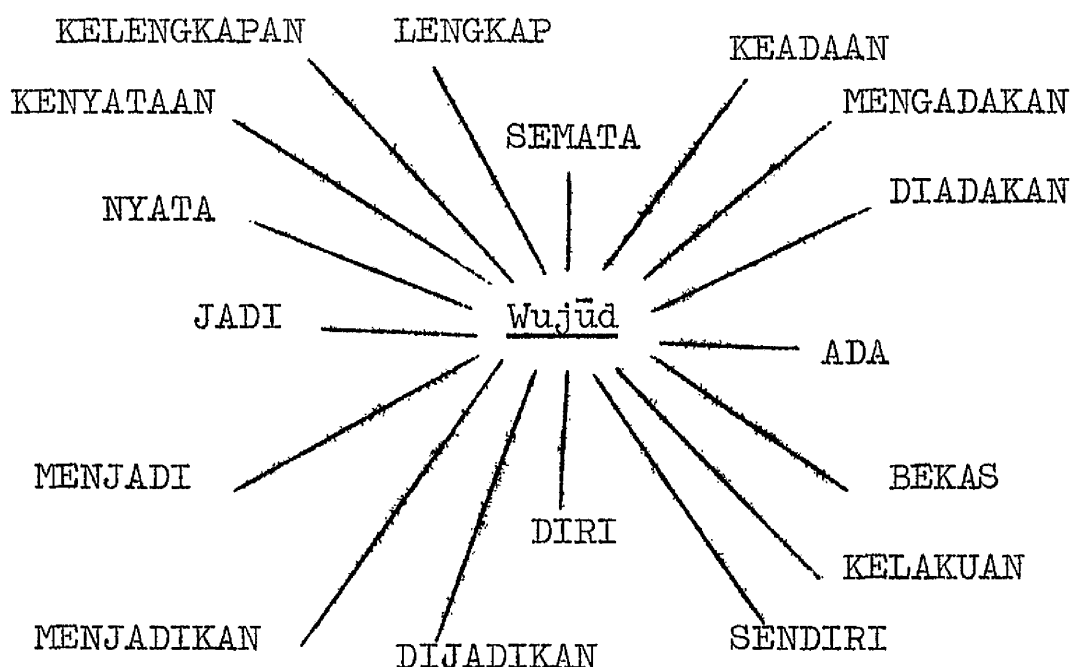 KELENGKAPAN
LENGKAP
KEADAAN
KENYATAAN
MENGADAKAN
SEMATA
NYATA
DIADAKAN
JADI
Wujūd
ADA
MENJADI
BEKAS
DIRI
KELAKUAN
MENJADIKAN
DIJADIKAN
SENDIRI